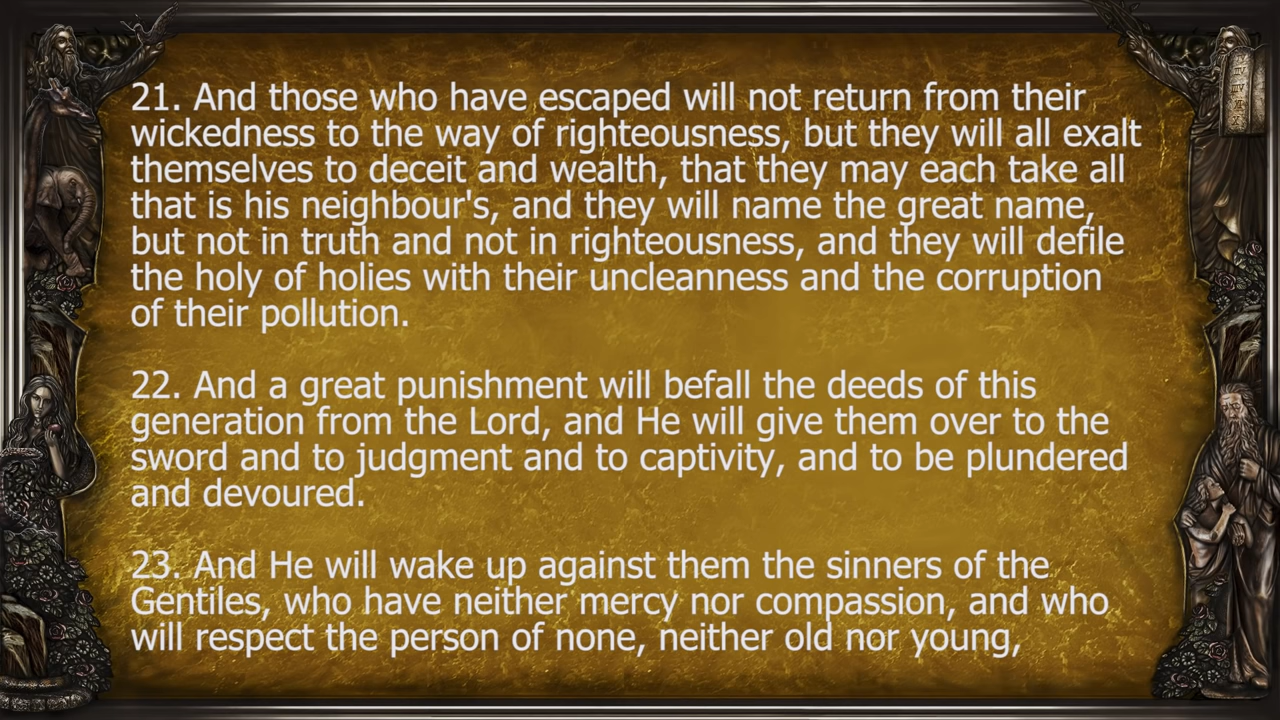 21. And those who have escaped will not return from their
wickedness to the way of righteousness, but they will all exalt
themselves to deceit and wealth, that they may each take all
that is his neighbour's, and they will name the great name,
but not in truth and not in righteousness, and they will defile
the holy of holies with their uncleanness and the corruption
of their pollution.
22. And a great punishment will befall the deeds of this
generation from the Lord, and He will give them over to the
sword and to judgment and to captivity, and to be plundered
and devoured.
23. And He will wake up against them the sinners of the
Gentiles, who have neither mercy nor compassion, and who
will respect the person of none, neither old nor young,